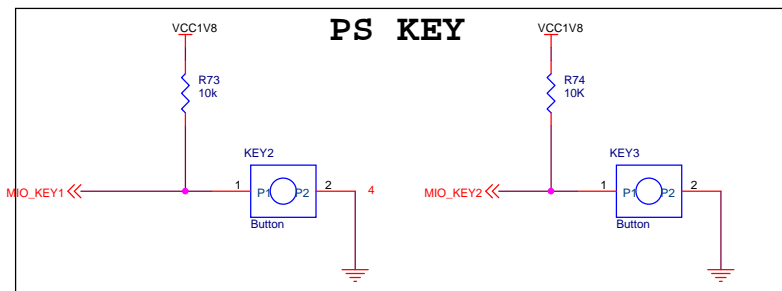 PS KEY
VCC1V8
VCC1V8
R73
10k
R74
10K
KEY2
KEY3
MIO_KEY1
1
P1
P2
2
4
MIO_KEY2
1
P1
P2
2
Button
Button